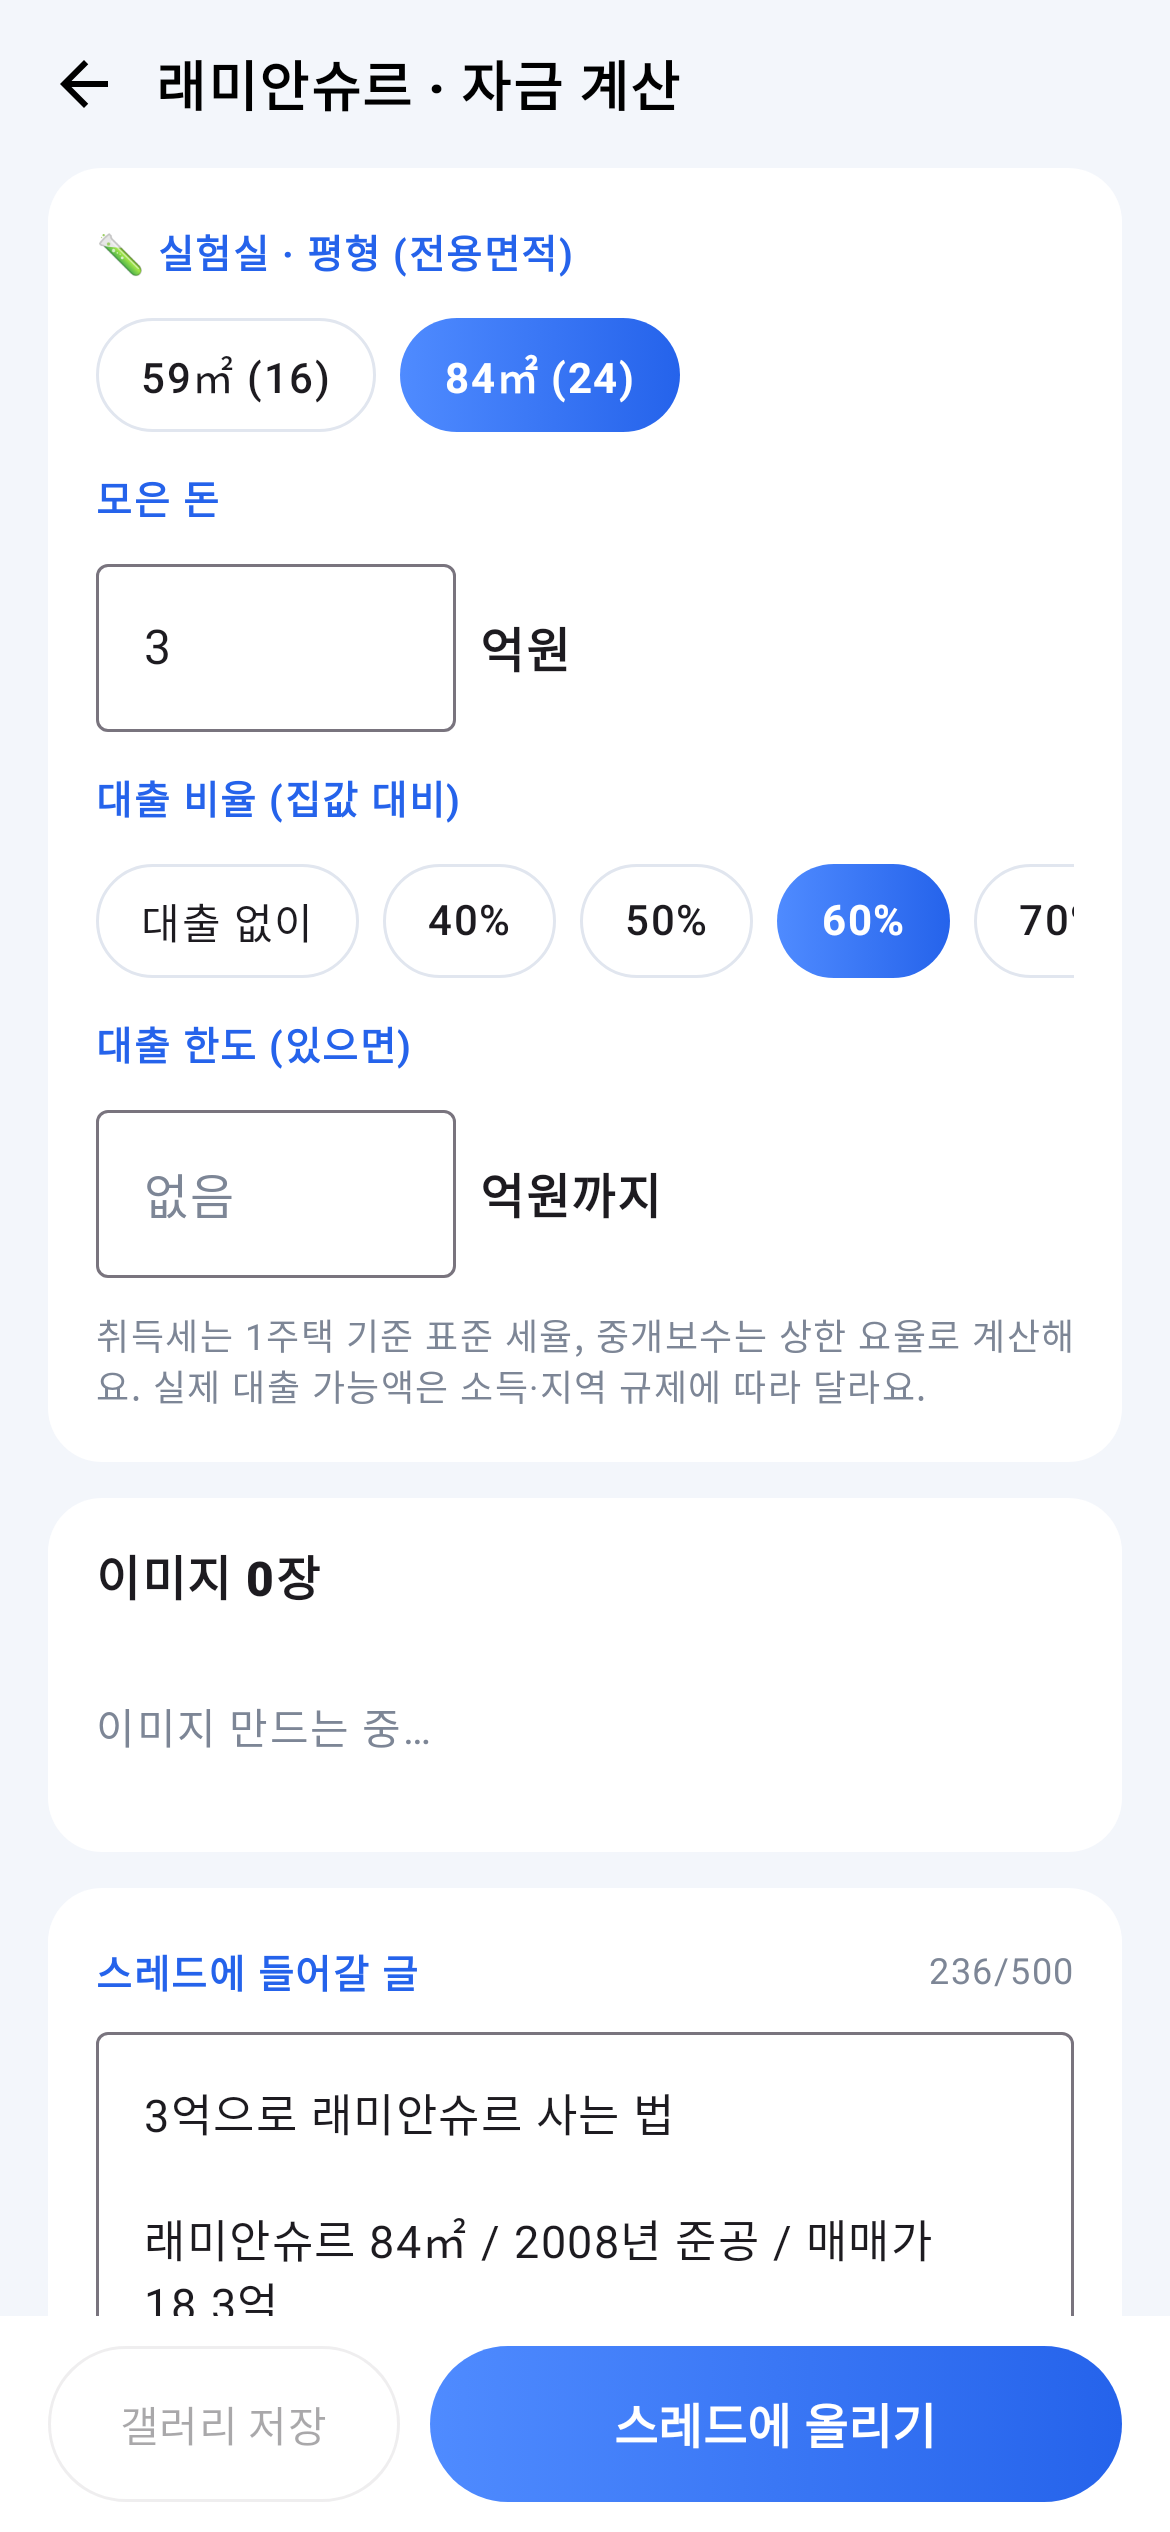 래미안슈르 · 자금 계산
실험실 · 평형 (전용면적)
59㎡ (16)
84㎡ (24)
모은 돈
3
억원
대출 비율 (집값 대비)
대출 없이
40%
50%
60%
70%
대출 한도 (있으면)
없음
억원까지
취득세는 1주택 기준 표준 세율, 중개보수는 상한 요율로 계산해
요. 실제 대출 가능액은 소득·지역 규제에 따라 달라요.
이미지 0장
이미지 만드는 중…
스레드에 들어갈 글
236/500
3억으로 래미안슈르 사는 법
래미안슈르 84㎡ / 2008년 준공 / 매매가
18.3억
갤러리 저장
스레드에 올리기